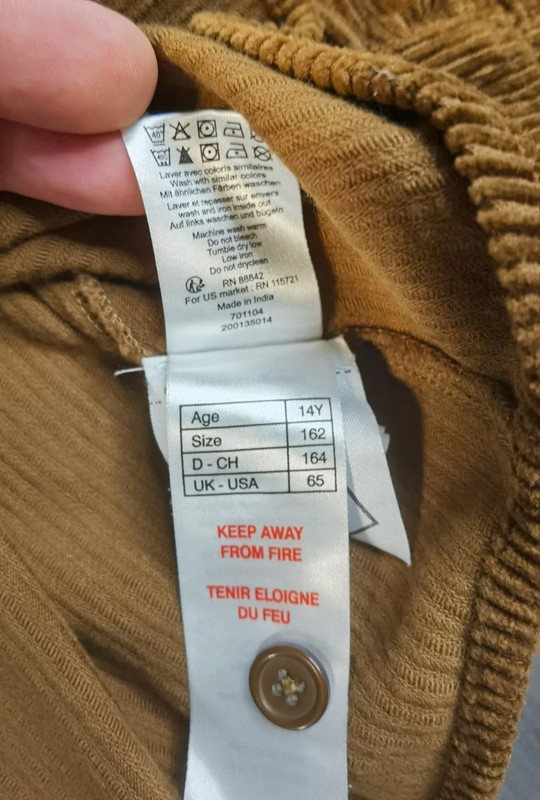 40°
40°
Laver avec coloris similaires
Wash with similar colors
Mit ähnlichen Färben waschen
Laver et repasser sur envers
wash and iron inside out
Auf links waschen und bügeln
Machine wash warm
Do not bleach
Tumble dry low
Low iron
Do not dryclean
RN 88842
For US market : RN 115721
Made in India
701104
200135014
Age 14Y
Size 162
D - CH 164
UK - USA 65
KEEP AWAY
FROM FIRE
TENIR ELOIGNE
DU FEU